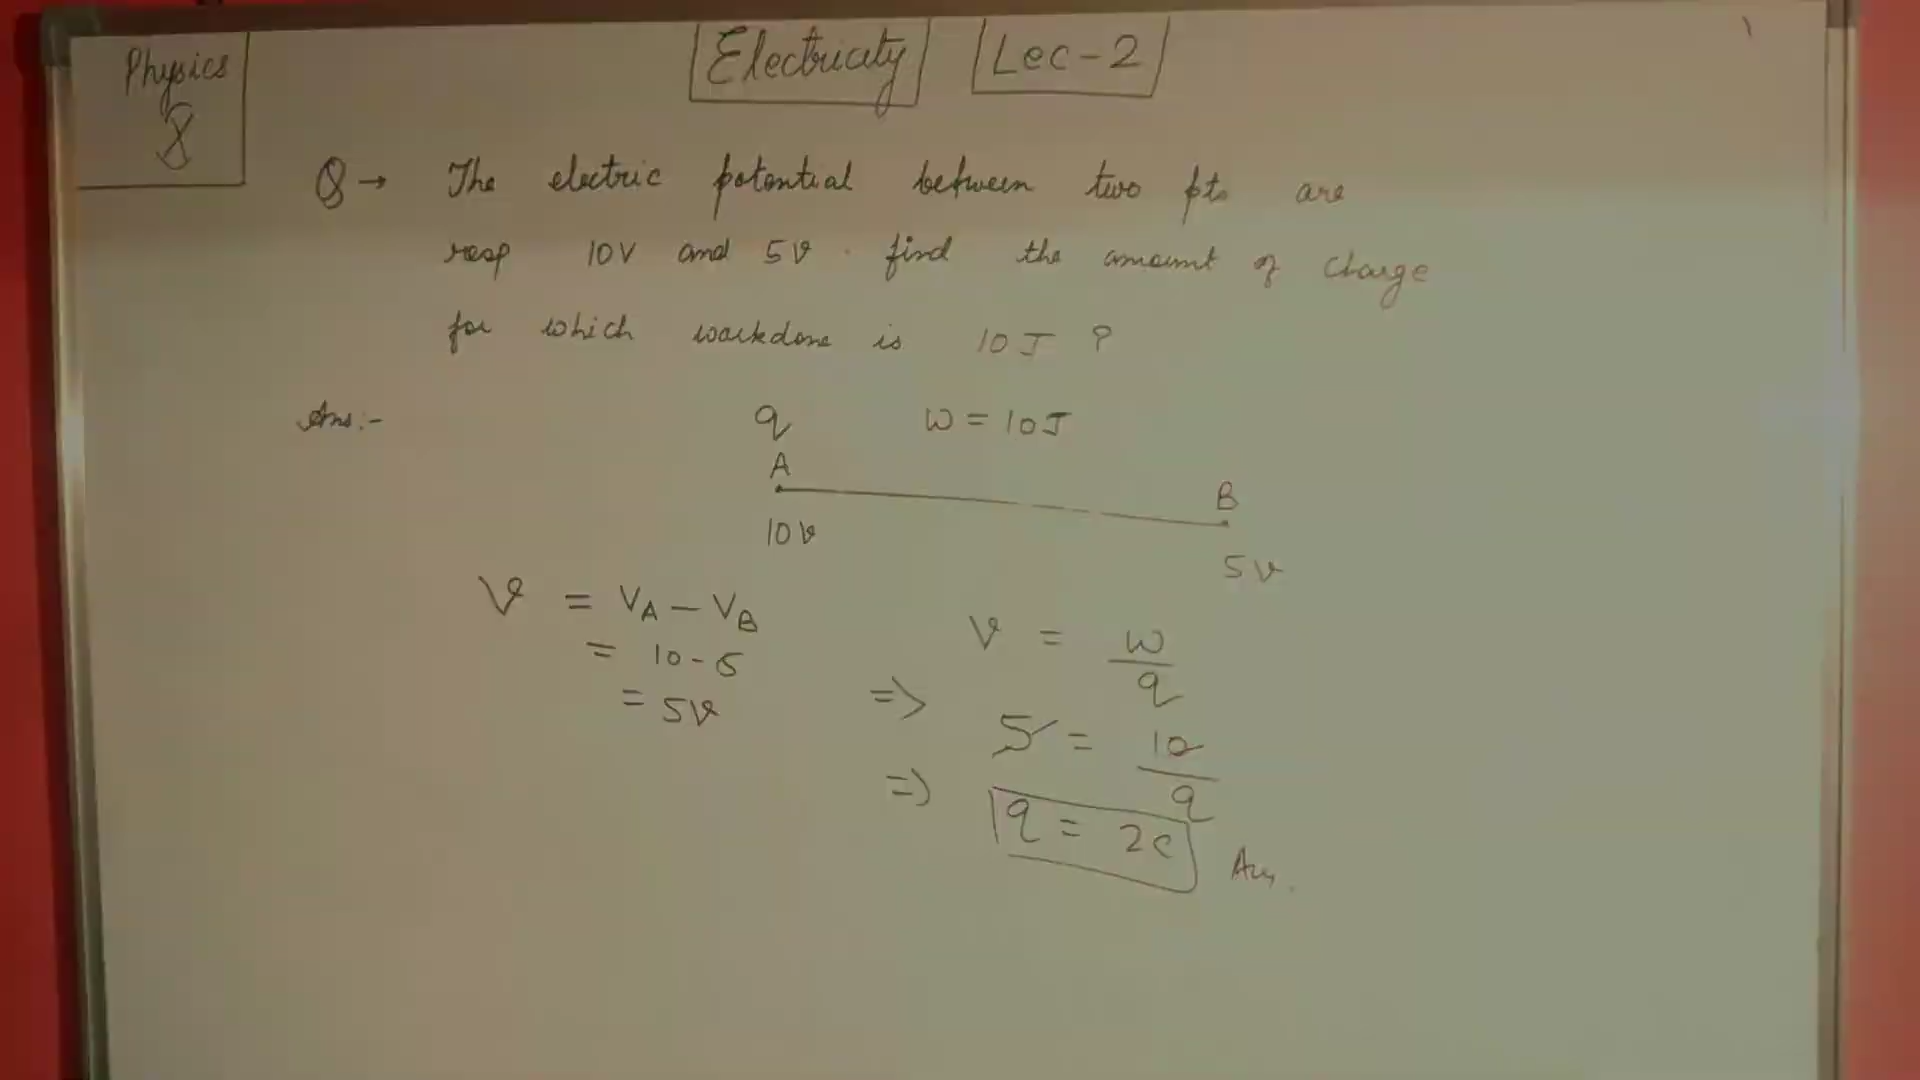 Physics
8
Electricity
Lec-2
Q→ The electric potential between two pts are
resp 10V and 5V. find the amount of charge
for which workdone is 10J ?
Ans:-
q W = 10J
A
B
10V
5V
V = VA - VB
= 10-5
= 5V
V = W/q
=> 5 = 10/q
=> q = 2C Ans.